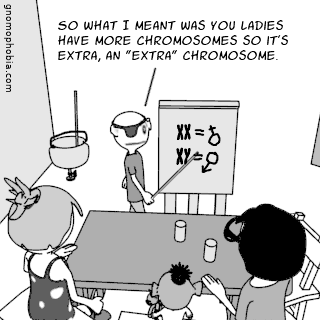 SO WHAT I MEANT WAS YOU LADIES
HAVE MORE CHROMOSOMES SO IT'S
EXTRA, AN "EXTRA" CHROMOSOME.
XX = ♀
XY = ♂
gnomophobia.com